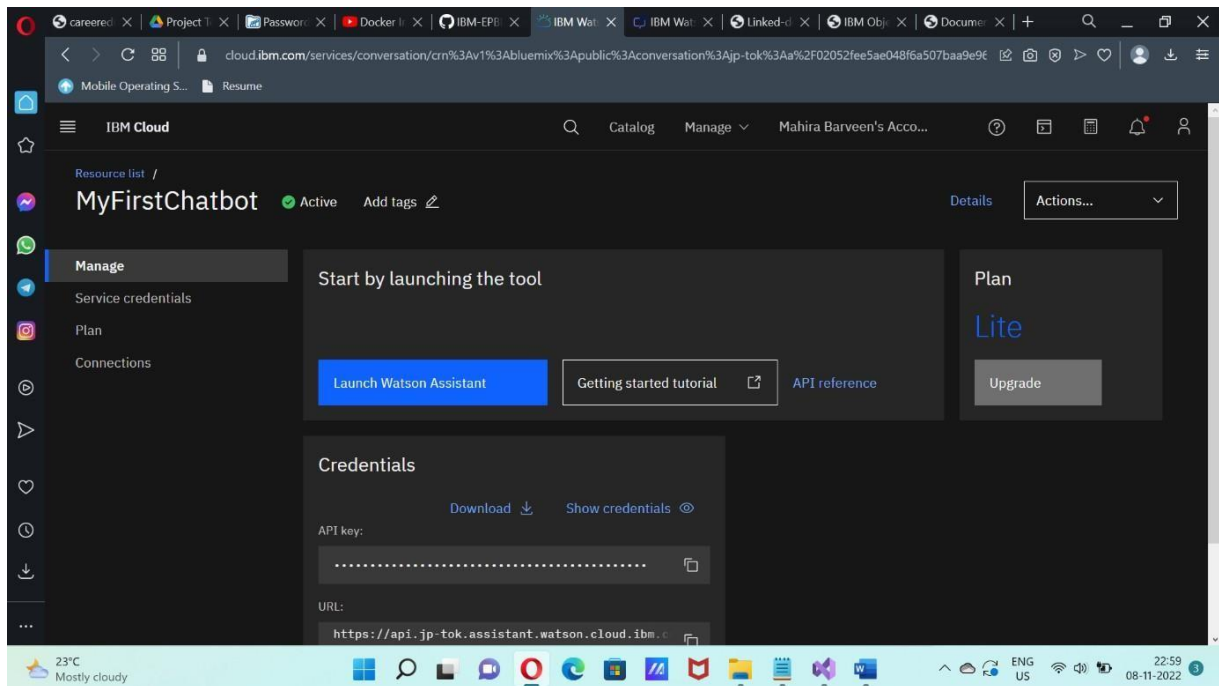 careered Project T Passwor Docker I IBM-EPB IBM Wat IBM Wat Linked-d IBM Obj Documer
cloud.ibm.com/services/conversation/crn%3Av1%3Abluemix%3Apublic%3Aconversation%3Ajp-tok%3Aa%2F02052fee5ae048f6a507baa9e96
Mobile Operating S... Resume
IBM Cloud Catalog Manage Mahira Barveen's Acco...
Resource list /
MyFirstChatbot Active Add tags Details Actions...
Manage
Service credentials
Plan
Connections
Start by launching the tool
Launch Watson Assistant Getting started tutorial API reference
Plan
Lite
Upgrade
Credentials
Download Show credentials
API key:
URL:
https://api.jp-tok.assistant.watson.cloud.ibm.c
23°C
Mostly cloudy
ENG
US
22:59
08-11-2022
3